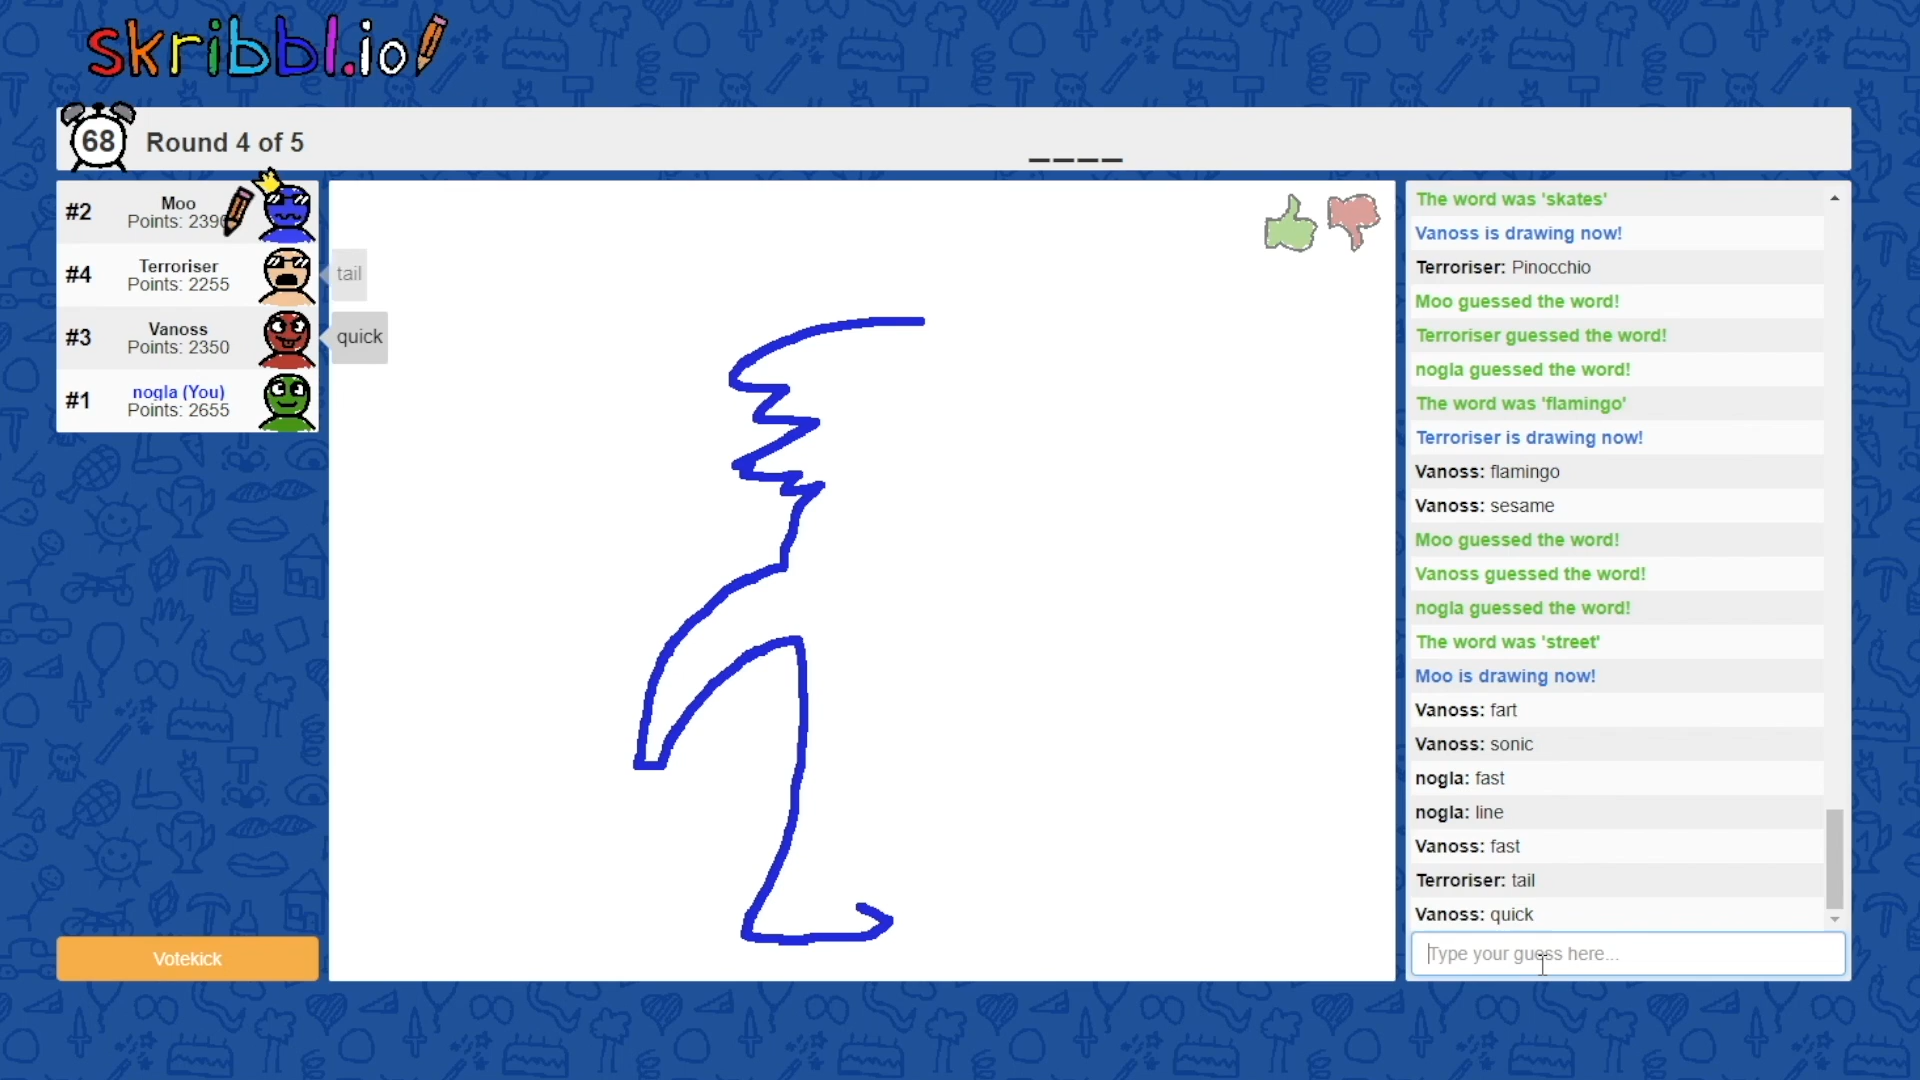 skribbl.io
68
Round 4 of 5
____
#2
Moo
Points: 2390
#4
Terroriser
Points: 2255
tail
#3
Vanoss
Points: 2350
quick
#1
nogla (You)
Points: 2655
Votekick
The word was 'skates'
Vanoss is drawing now!
Terroriser: Pinocchio
Moo guessed the word!
Terroriser guessed the word!
nogla guessed the word!
The word was 'flamingo'
Terroriser is drawing now!
Vanoss: flamingo
Vanoss: sesame
Moo guessed the word!
Vanoss guessed the word!
nogla guessed the word!
The word was 'street'
Moo is drawing now!
Vanoss: fart
Vanoss: sonic
nogla: fast
nogla: line
Vanoss: fast
Terroriser: tail
Vanoss: quick
Type your guess here...